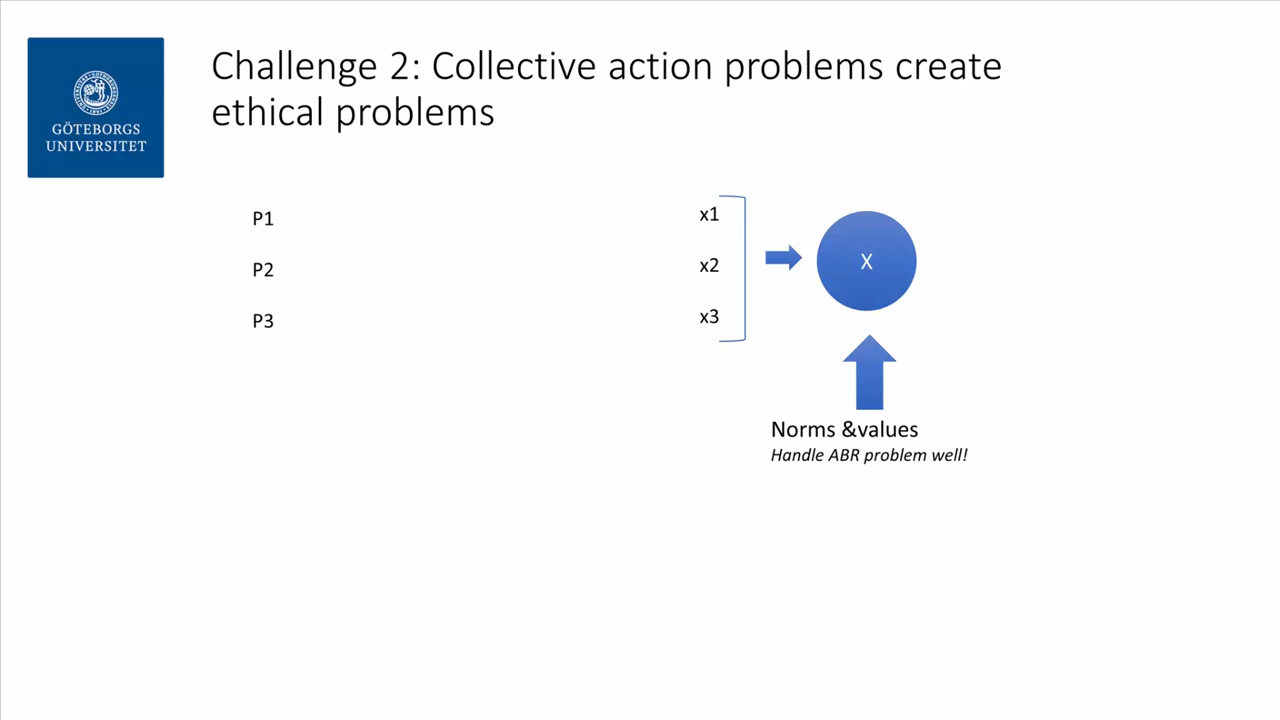 Challenge 2: Collective action problems create
ethical problems
GÖTEBORGS
UNIVERSITET
P1
P2
P3
x1
x2
x3
X
Norms &values
Handle ABR problem well!